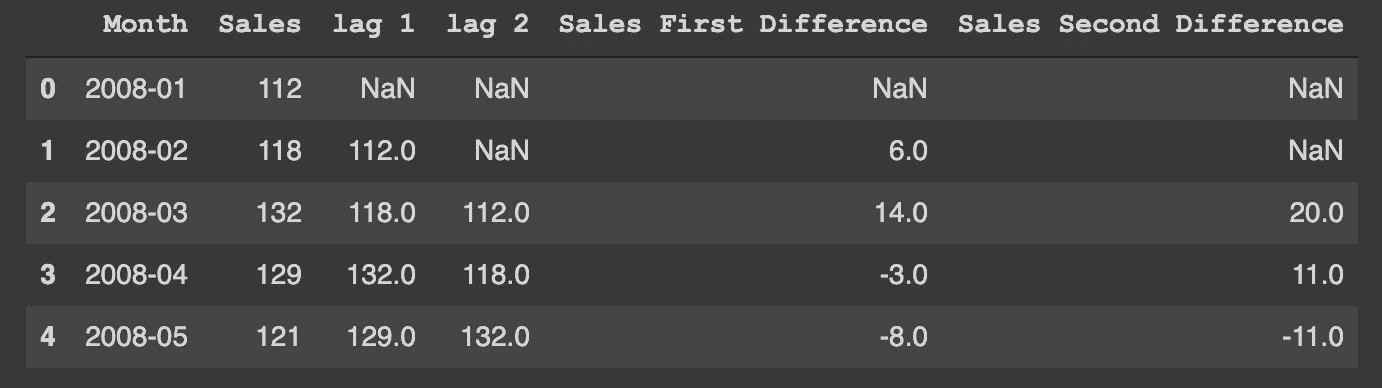 Month Sales lag 1 lag 2 Sales First Difference Sales Second Difference
0 2008-01 112 NaN NaN NaN NaN
1 2008-02 118 112.0 NaN 6.0 NaN
2 2008-03 132 118.0 112.0 14.0 20.0
3 2008-04 129 132.0 118.0 -3.0 11.0
4 2008-05 121 129.0 132.0 -8.0 -11.0